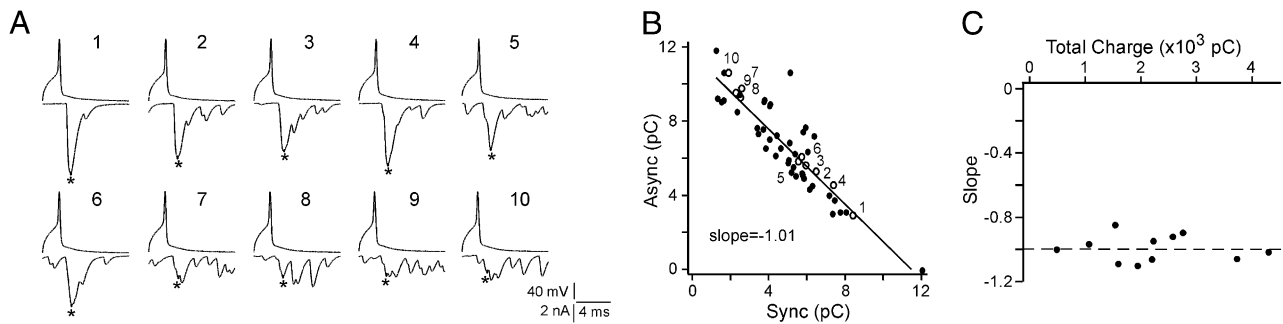 A
1 2 3 4 5
* * * * *
6 7 8 9 10
* * * * *
40 mV
2 nA 4 ms
B
Async (pC)
12
8
4
0
10 9 7 8
6 3 5 2 4 1
slope=-1.01
0 4 8 12
Sync (pC)
C
Total Charge (x10³ pC)
0 1 2 3 4
Slope
0
-0.4
-0.8
-1.2